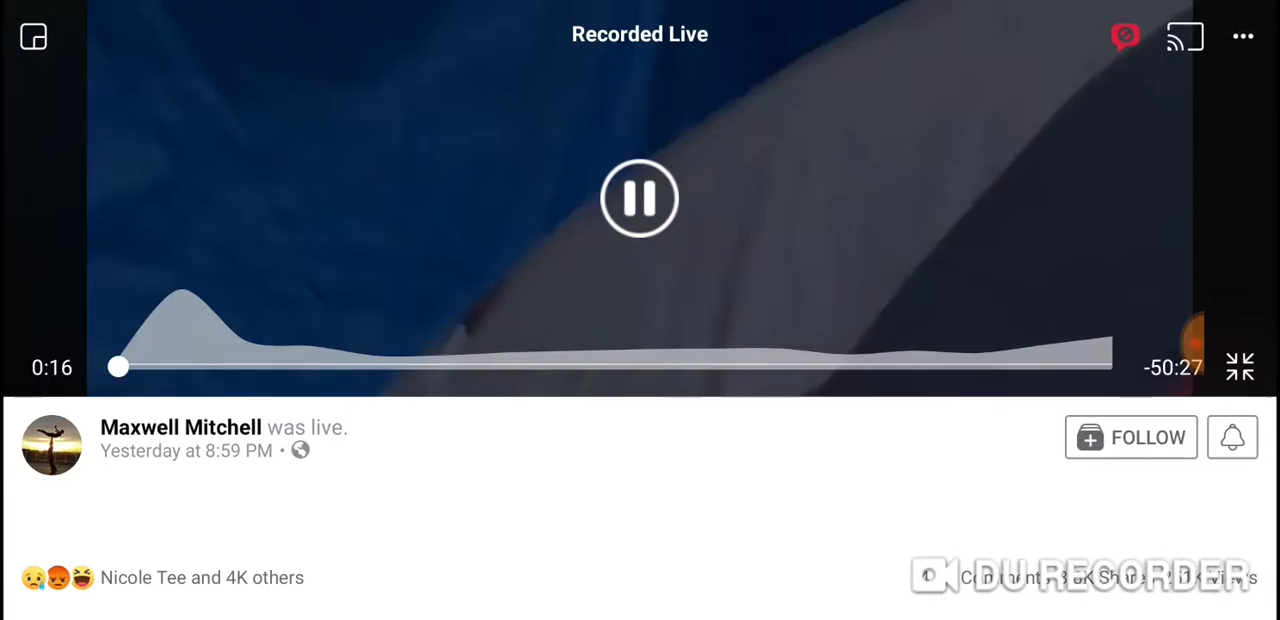 Recorded Live
0:16
-50:27
Maxwell Mitchell was live.
Yesterday at 8:59 PM •
FOLLOW
Nicole Tee and 4K others
Views
DU RECORDER